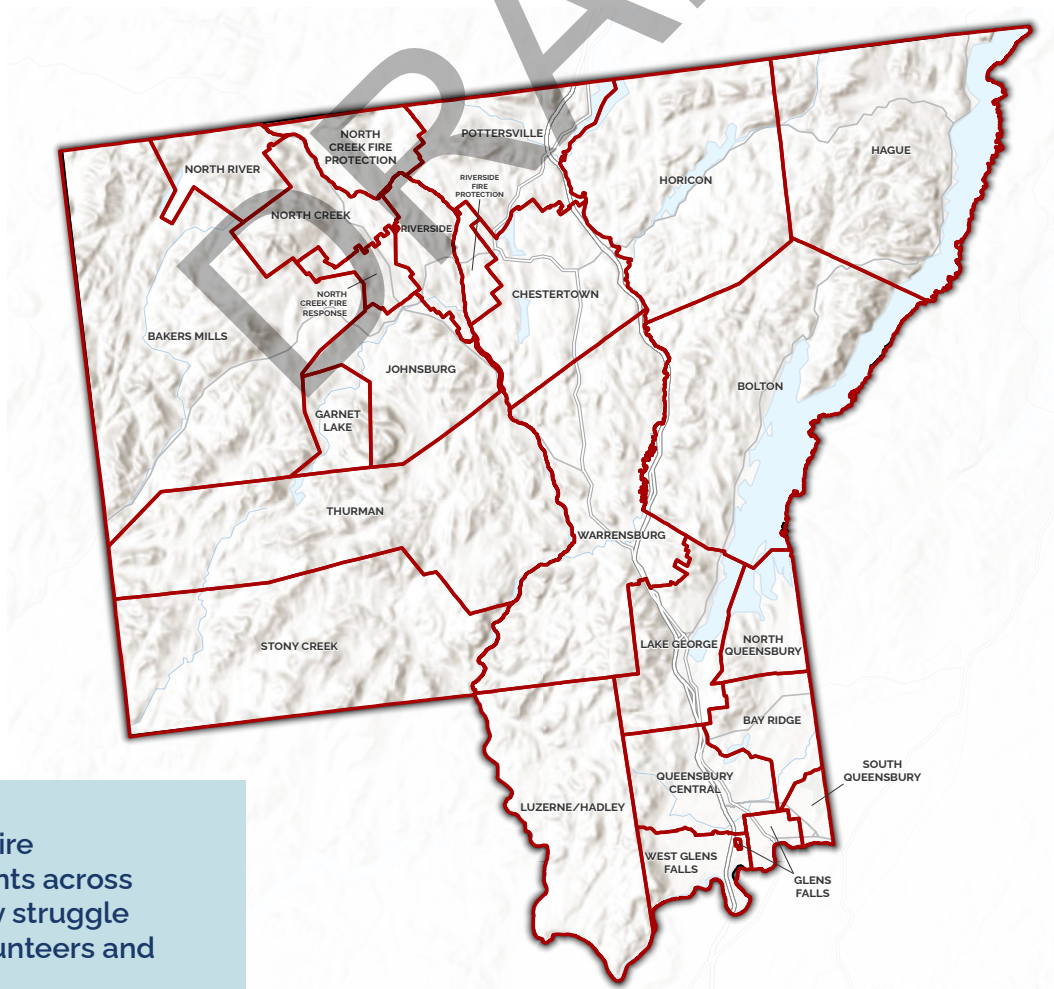 DRA
NORTH
CREEK FIRE
PROTECTION
POTTERSVILLE
HAGUE
NORTH RIVER
RIVERSIDE
FIRE
PROTECTION
HORICON
NORTH CREEK
RIVERSIDE
NORTH
CREEK FIRE
RESPONSE
CHESTERTOWN
BAKERS MILLS
JOHNSBURG
BOLTON
GARNET
LAKE
THURMAN
WARRENSBURG
STONY CREEK
LAKE GEORGE
NORTH
QUEENSBURY
BAY RIDGE
SOUTH
QUEENSBURY
QUEENSBURY
CENTRAL
LUZERNE/HADLEY
WEST GLENS
FALLS
GLENS
FALLS
ire
nts across
y struggle
unteers and